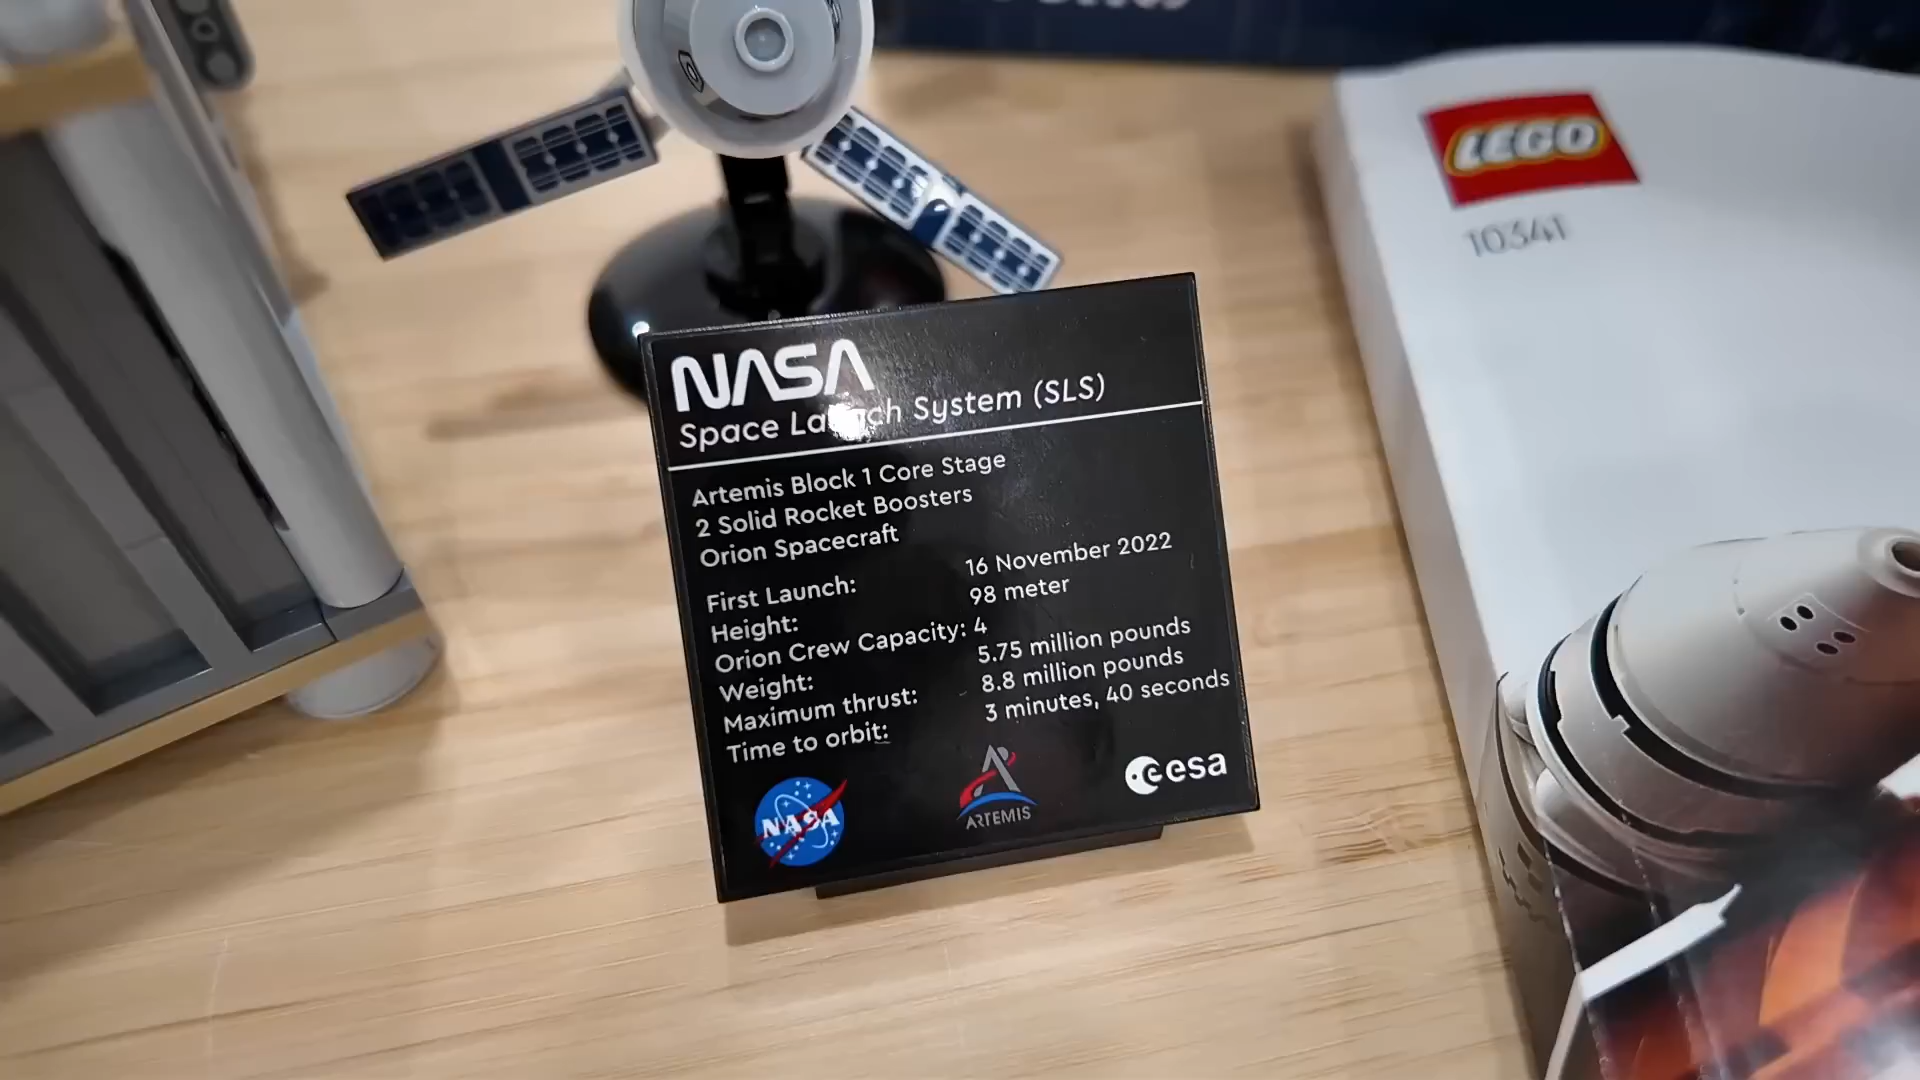 LEGO
10341
NASA
Space Launch System (SLS)
Artemis Block 1 Core Stage
2 Solid Rocket Boosters
Orion Spacecraft
First Launch: 16 November 2022
Height: 98 meter
Orion Crew Capacity: 4
Weight: 5.75 million pounds
Maximum thrust: 8.8 million pounds
Time to orbit: 3 minutes, 40 seconds
NASA
ARTEMIS
esa